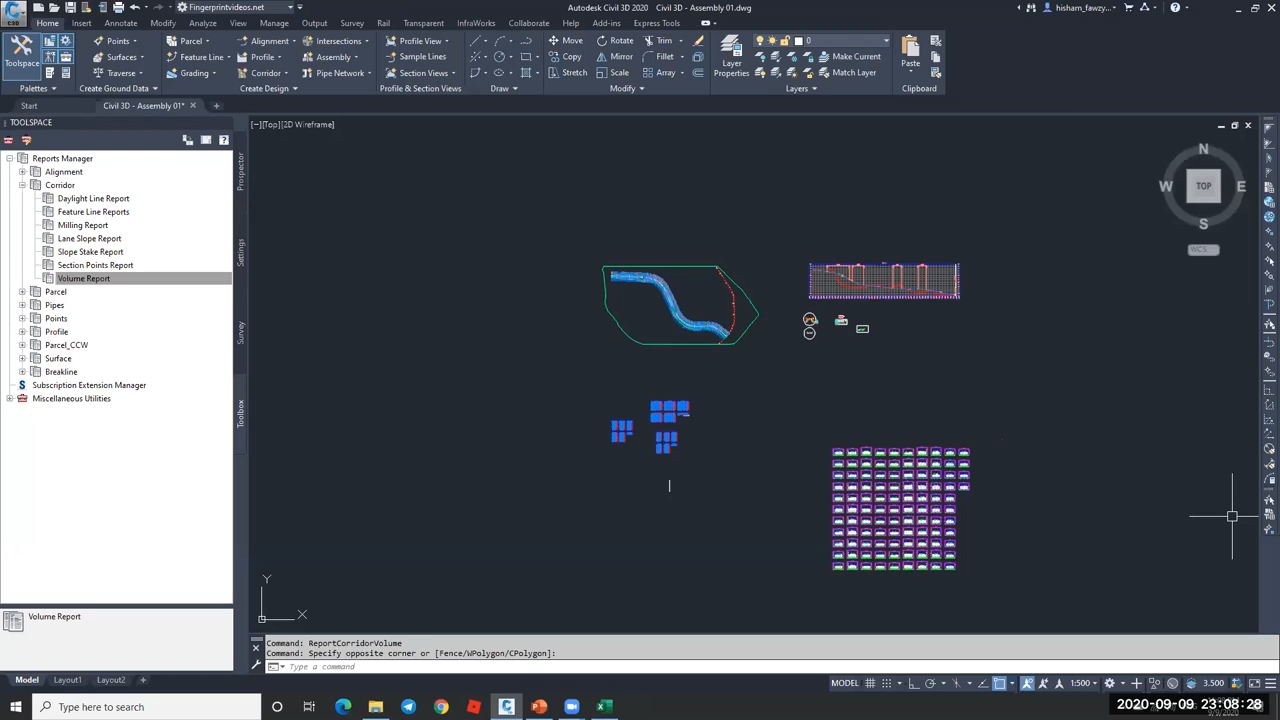 Fingerprintvideos.net
Autodesk Civil 3D 2020 Civil 3D - Assembly 01.dwg
Type a keyword or phrase
hisham_fawzy...
Home Insert Annotate Modify Analyze View Manage Output Survey Rail Transparent InfraWorks Collaborate Help Add-ins Express Tools
Toolspace
Points
Surfaces
Traverse
Parcel
Feature Line
Grading
Alignment
Profile
Corridor
Intersections
Assembly
Pipe Network
Profile View
Sample Lines
Section Views
Move
Copy
Stretch
Rotate
Mirror
Scale
Trim
Fillet
Array
Layer
Properties
0
Make Current
Match Layer
Paste
Palettes Create Ground Data Create Design Profile & Section Views Draw Modify Layers Clipboard
Start Civil 3D - Assembly 01*
TOOLSPACE
[−][Top][2D Wireframe]
Reports Manager
Alignment
Corridor
Daylight Line Report
Feature Line Reports
Milling Report
Lane Slope Report
Slope Stake Report
Section Points Report
Volume Report
Parcel
Pipes
Points
Profile
Parcel_CCW
Surface
Breakline
Subscription Extension Manager
Miscellaneous Utilities
Prospector
Settings
Survey
Toolbox
N
W TOP E
S
WCS
Y
X
Volume Report
Command: ReportCorridorVolume
Command: Specify opposite corner or [Fence/WPolygon/CPolygon]:
Type a command
Model Layout1 Layout2
MODEL 1:500 3.500
Type here to search
2020-09-09 23:08:28